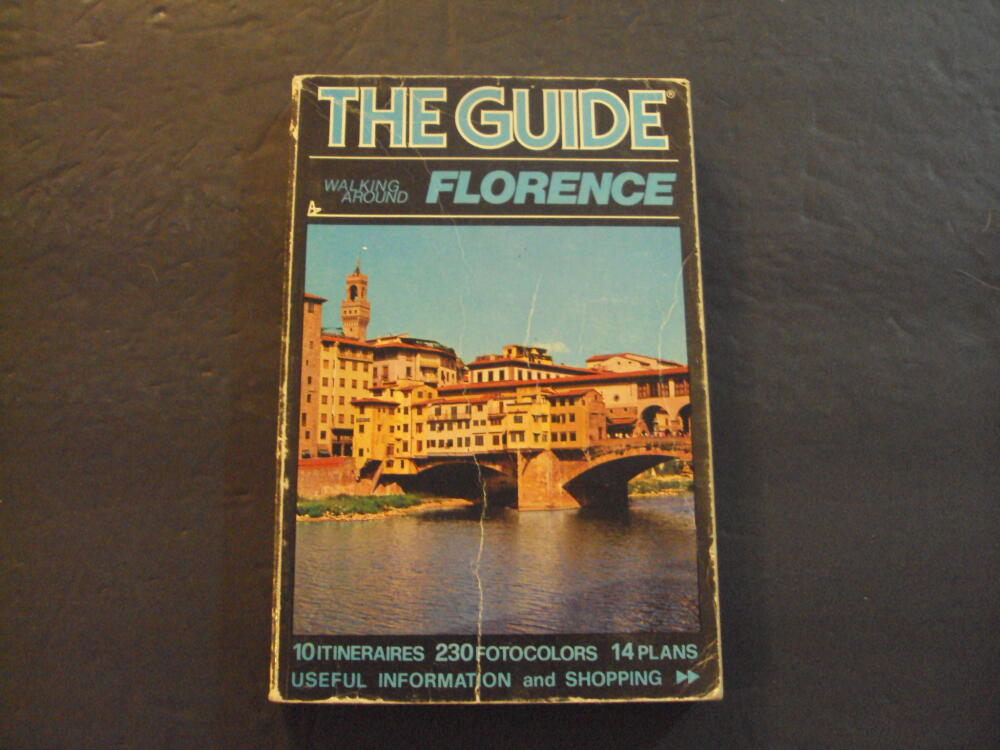 THE GUIDE®
WALKING
AROUND
FLORENCE
10 ITINERAIRES 230 FOTOCOLORS 14 PLANS
USEFUL INFORMATION and SHOPPING